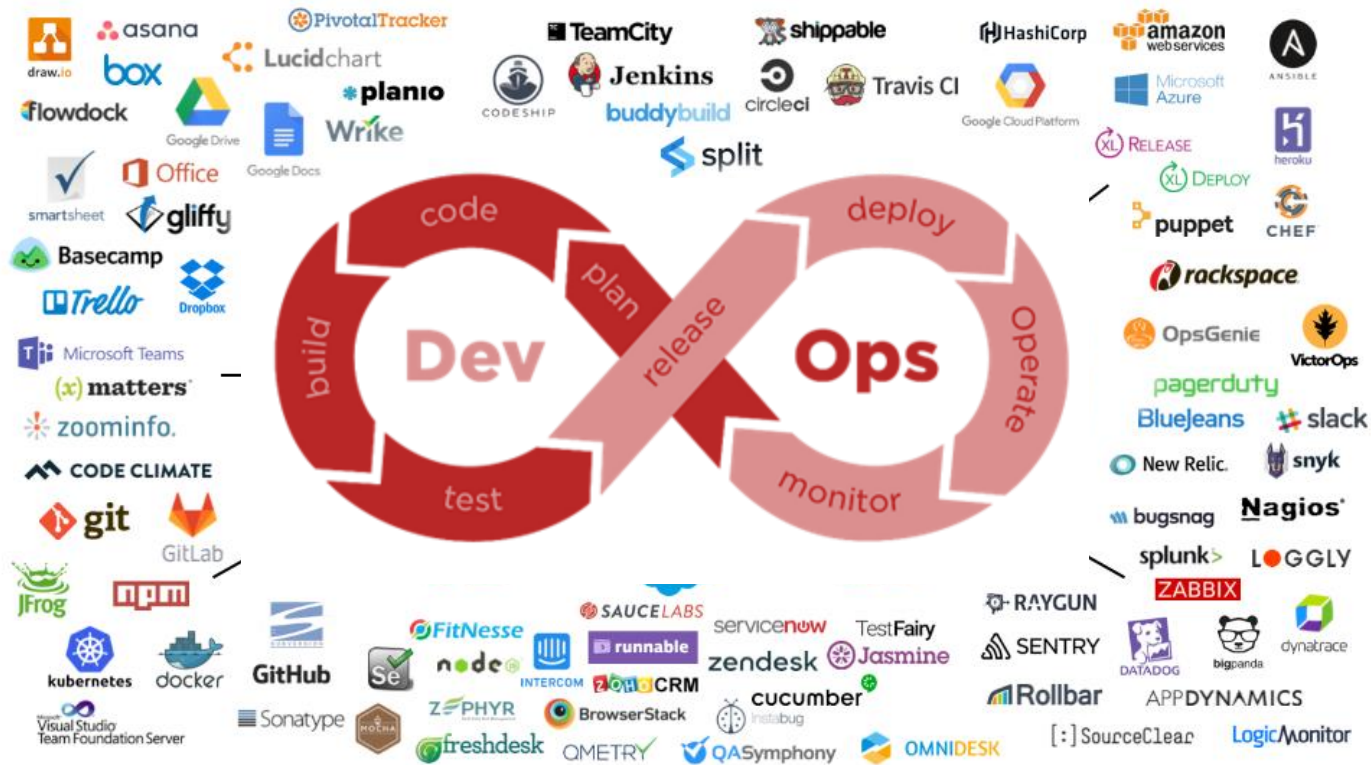 draw.io
asana
PivotalTracker
box
Lucidchart
flowdock
Google Drive
planio
Google Docs
Wrike
smartsheet
Office
gliffy
Basecamp
Trello
Dropbox
Microsoft Teams
(x) matters
zoominfo.
CODE CLIMATE
git
GitLab
JFrog
npm
kubernetes
docker
Visual Studio
Team Foundation Server
TeamCity
shippable
CODESHIP
Jenkins
buddybuild
circleci
Travis CI
split
HashiCorp
amazon
web services
ANSIBLE
Google Cloud Platform
Microsoft
Azure
XL RELEASE
heroku
XL DEPLOY
puppet
CHEF
rackspace
OpsGenie
VictorOps
pagerduty
BlueJeans
slack
New Relic.
snyk
bugsnag
Nagios®
splunk>
LOGGLY
ZABBIX
code
plan
build
Dev
test
release
deploy
Ops
Operate
monitor
SUBVERSION
GitHub
Sonatype
FitNesse
Se
node
INTERCOM
SAUCELABS
runnable
ZOHO CRM
ZEPHYR
MOCHA
BrowserStack
freshdesk
QMETRY
QASymphony
servicenow
TestFairy
zendesk
Jasmine
cucumber
Instabug
OMNIDESK
RAYGUN
SENTRY
DATADOG
bigpanda
dynatrace
Rollbar
APPDYNAMICS
[:]SourceClear
LogicMonitor